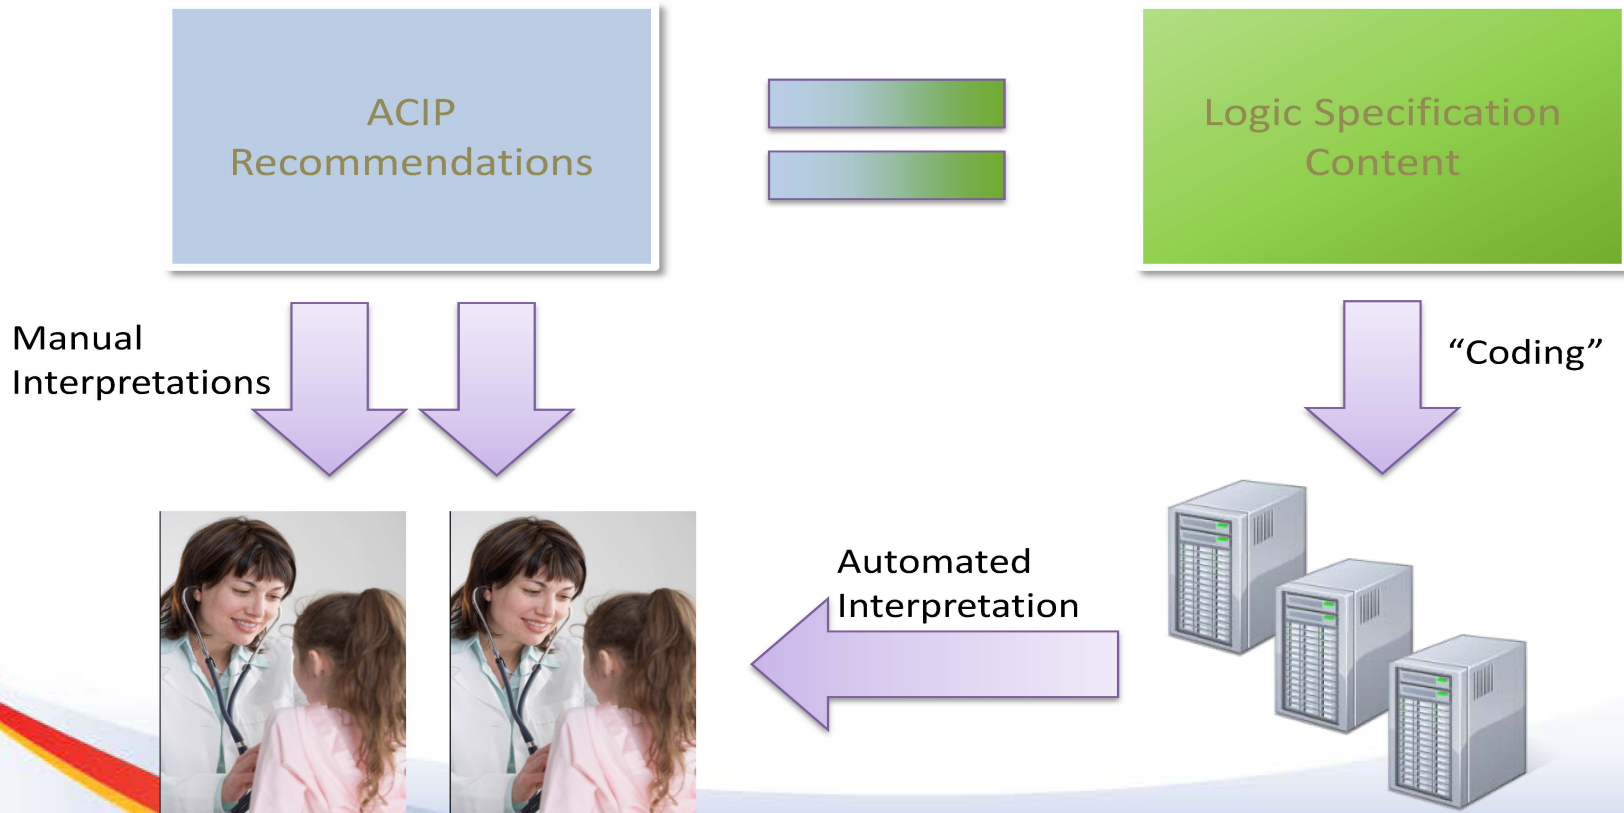 ACIP
Recommendations
Logic Specification
Content
Manual
Interpretations
“Coding”
Automated
Interpretation